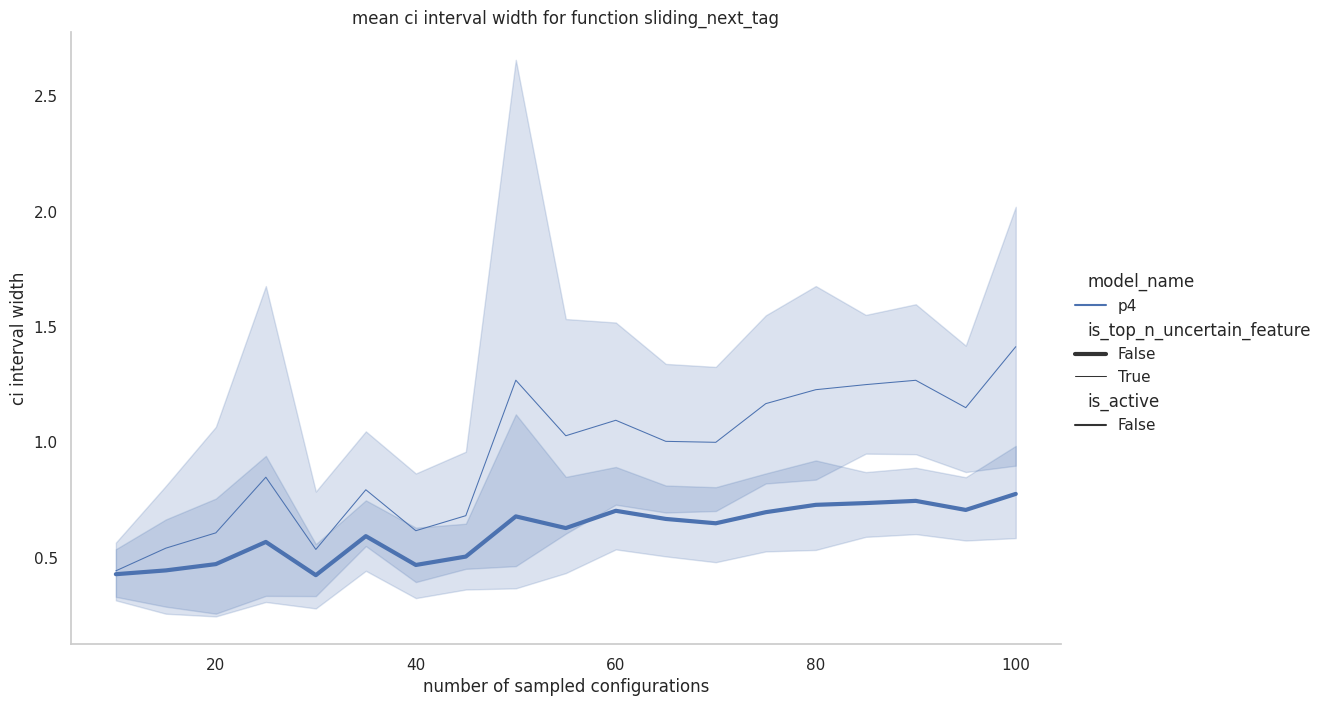 mean ci interval width for function sliding_next_tag
2.5
2.0
1.5
1.0
0.5
ci interval width
20 40 60 80 100
number of sampled configurations
model_name
p4
is_top_n_uncertain_feature
False
True
is_active
False